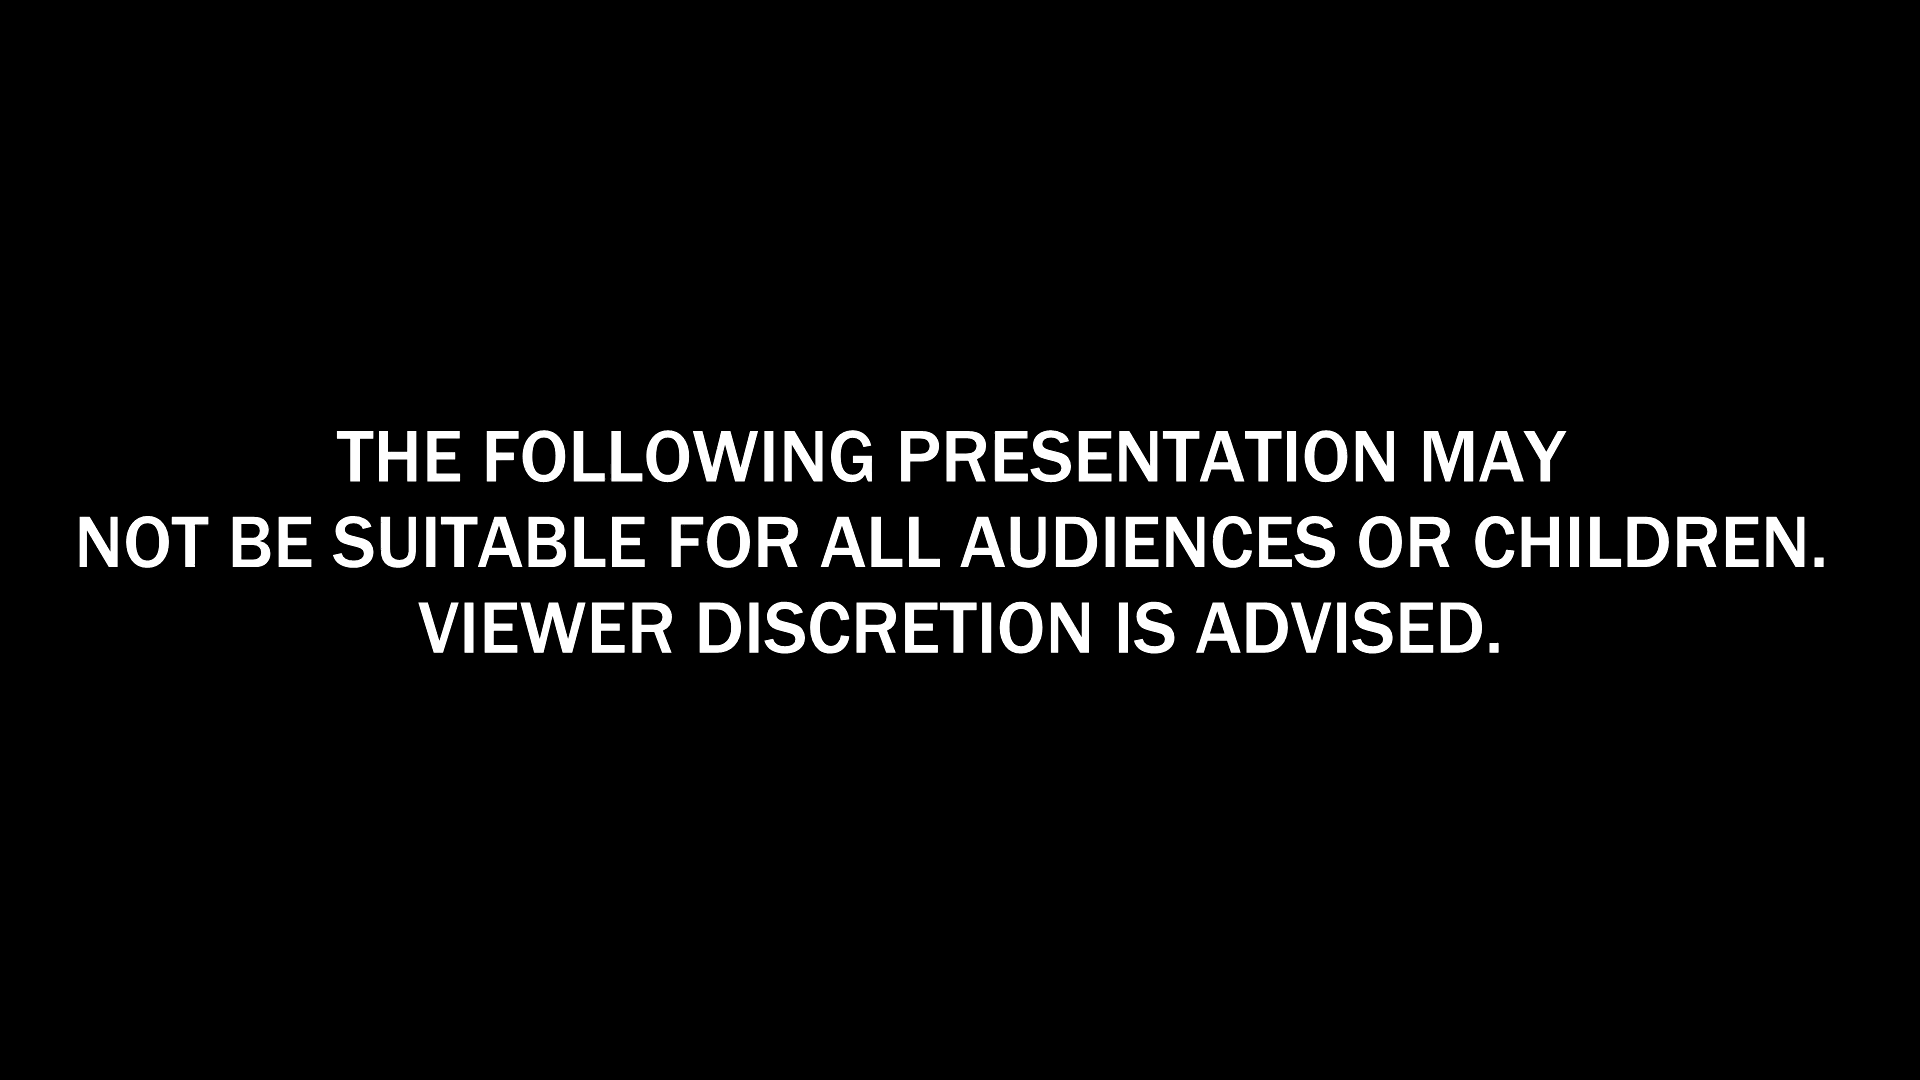 THE FOLLOWING PRESENTATION MAY
NOT BE SUITABLE FOR ALL AUDIENCES OR CHILDREN.
VIEWER DISCRETION IS ADVISED.